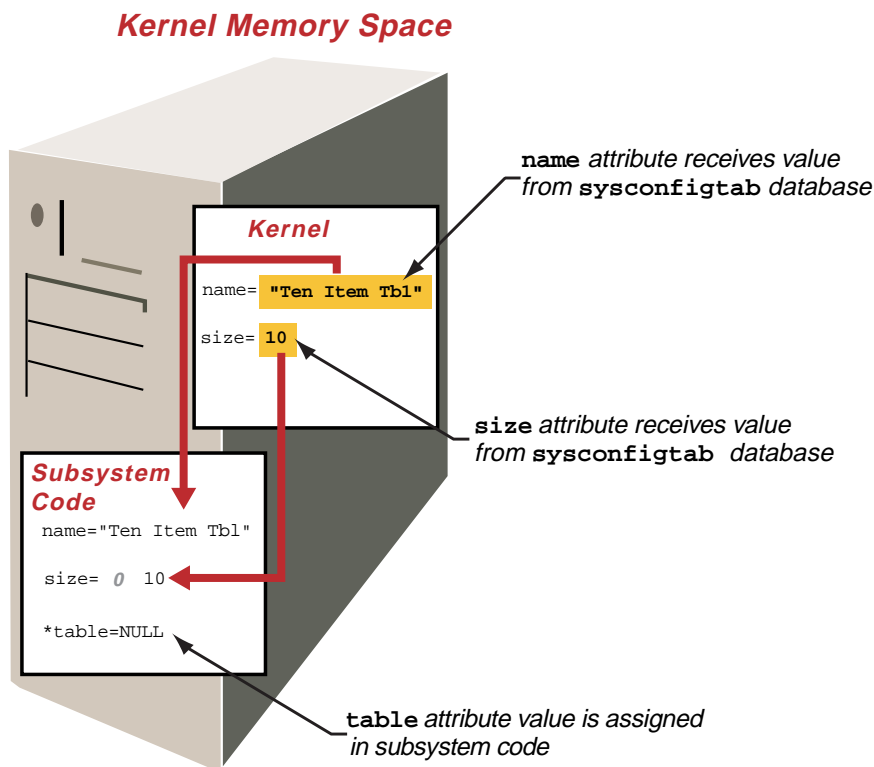 Kernel Memory Space
name attribute receives value
from sysconfigtab database
Kernel
name= "Ten Item Tbl"
size= 10
size attribute receives value
from sysconfigtab database
Subsystem
Code
name="Ten Item Tbl"
size= 0 10
*table=NULL
table attribute value is assigned
in subsystem code